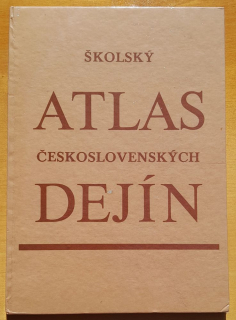 ŠKOLSKÝ
ATLAS
ČESKOSLOVENSKÝCH
DEJÍN